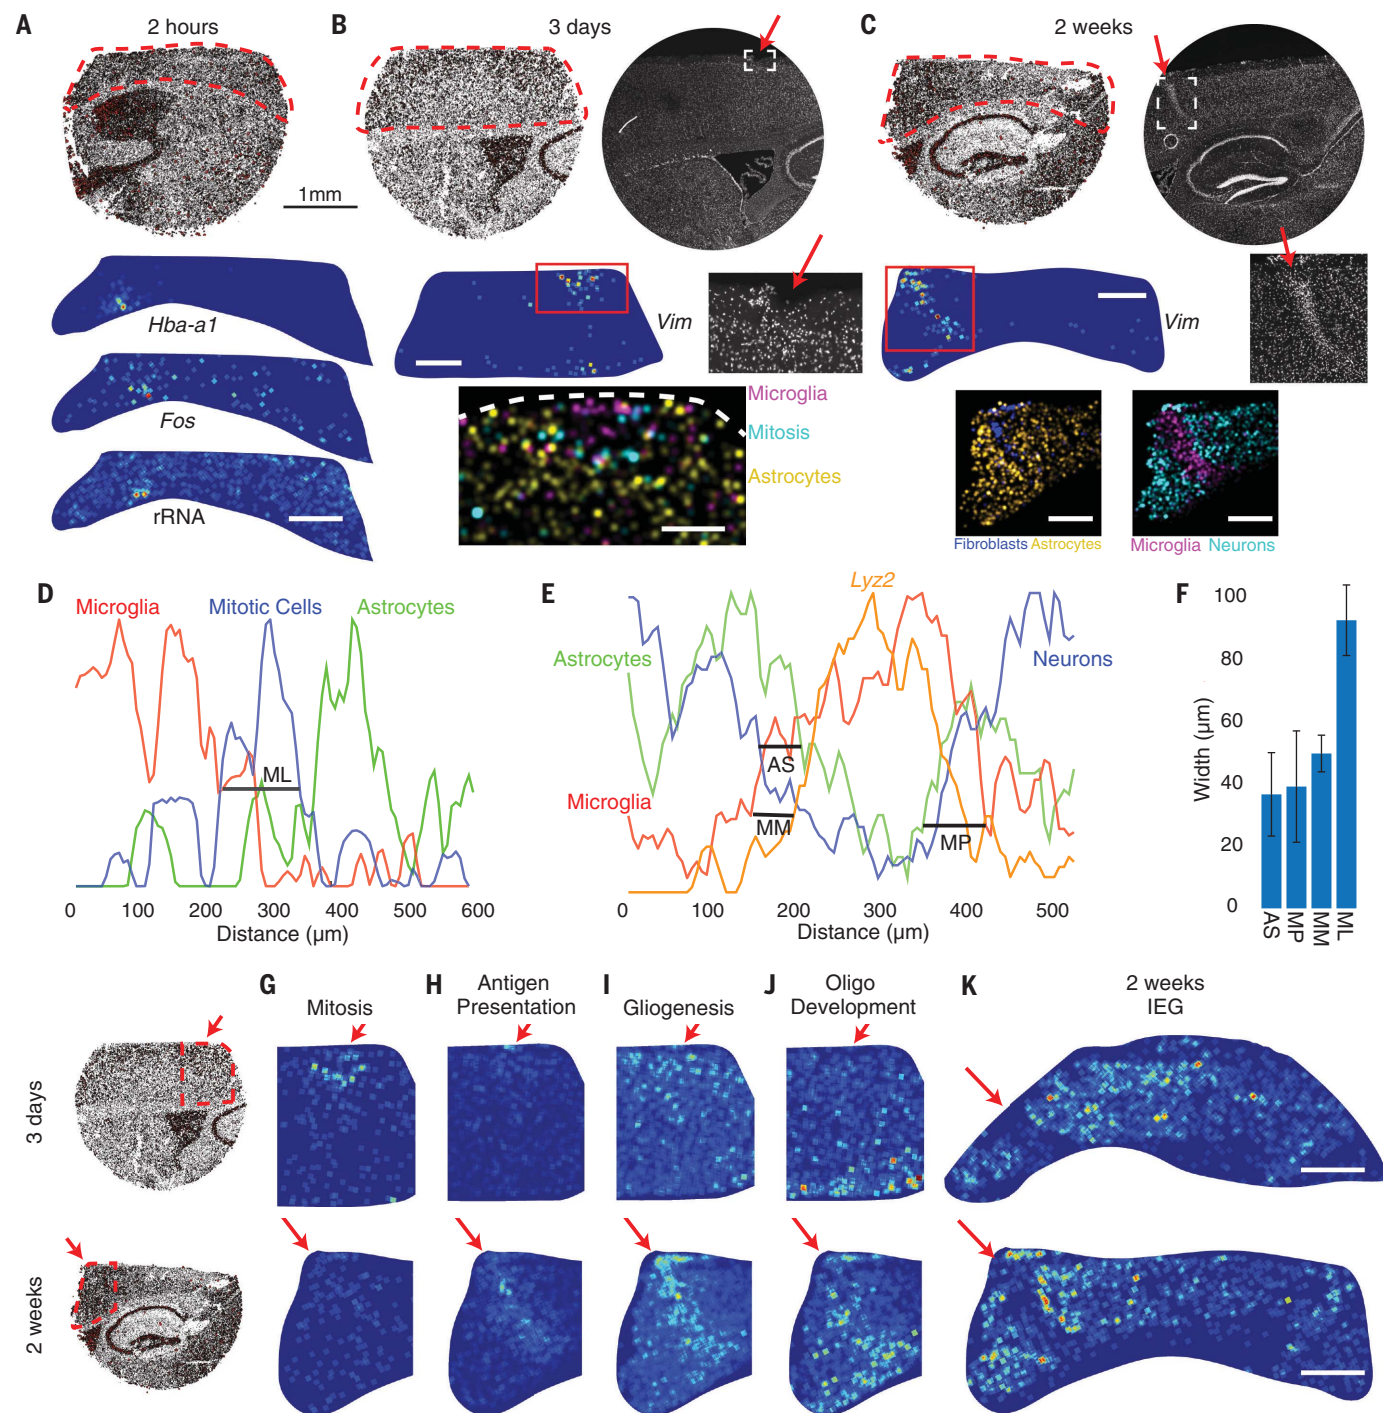 A
2 hours
B
3 days
C
2 weeks
1mm
Hba-a1
Fos
rRNA
Vim
Microglia
Mitosis
Astrocytes
Vim
Fibroblasts Astrocytes
Microglia Neurons
D
Microglia
Mitotic Cells
Astrocytes
ML
0 100 200 300 400 500 600
Distance (µm)
E
Lyz2
Astrocytes
Neurons
AS
Microglia
MM
MP
0 100 200 300 400 500
Distance (µm)
F
100
80
60
40
20
0
Width (µm)
AS
MP
MM
ML
G
Mitosis
H
Antigen
Presentation
I
Gliogenesis
J
Oligo
Development
K
2 weeks
IEG
3 days
2 weeks